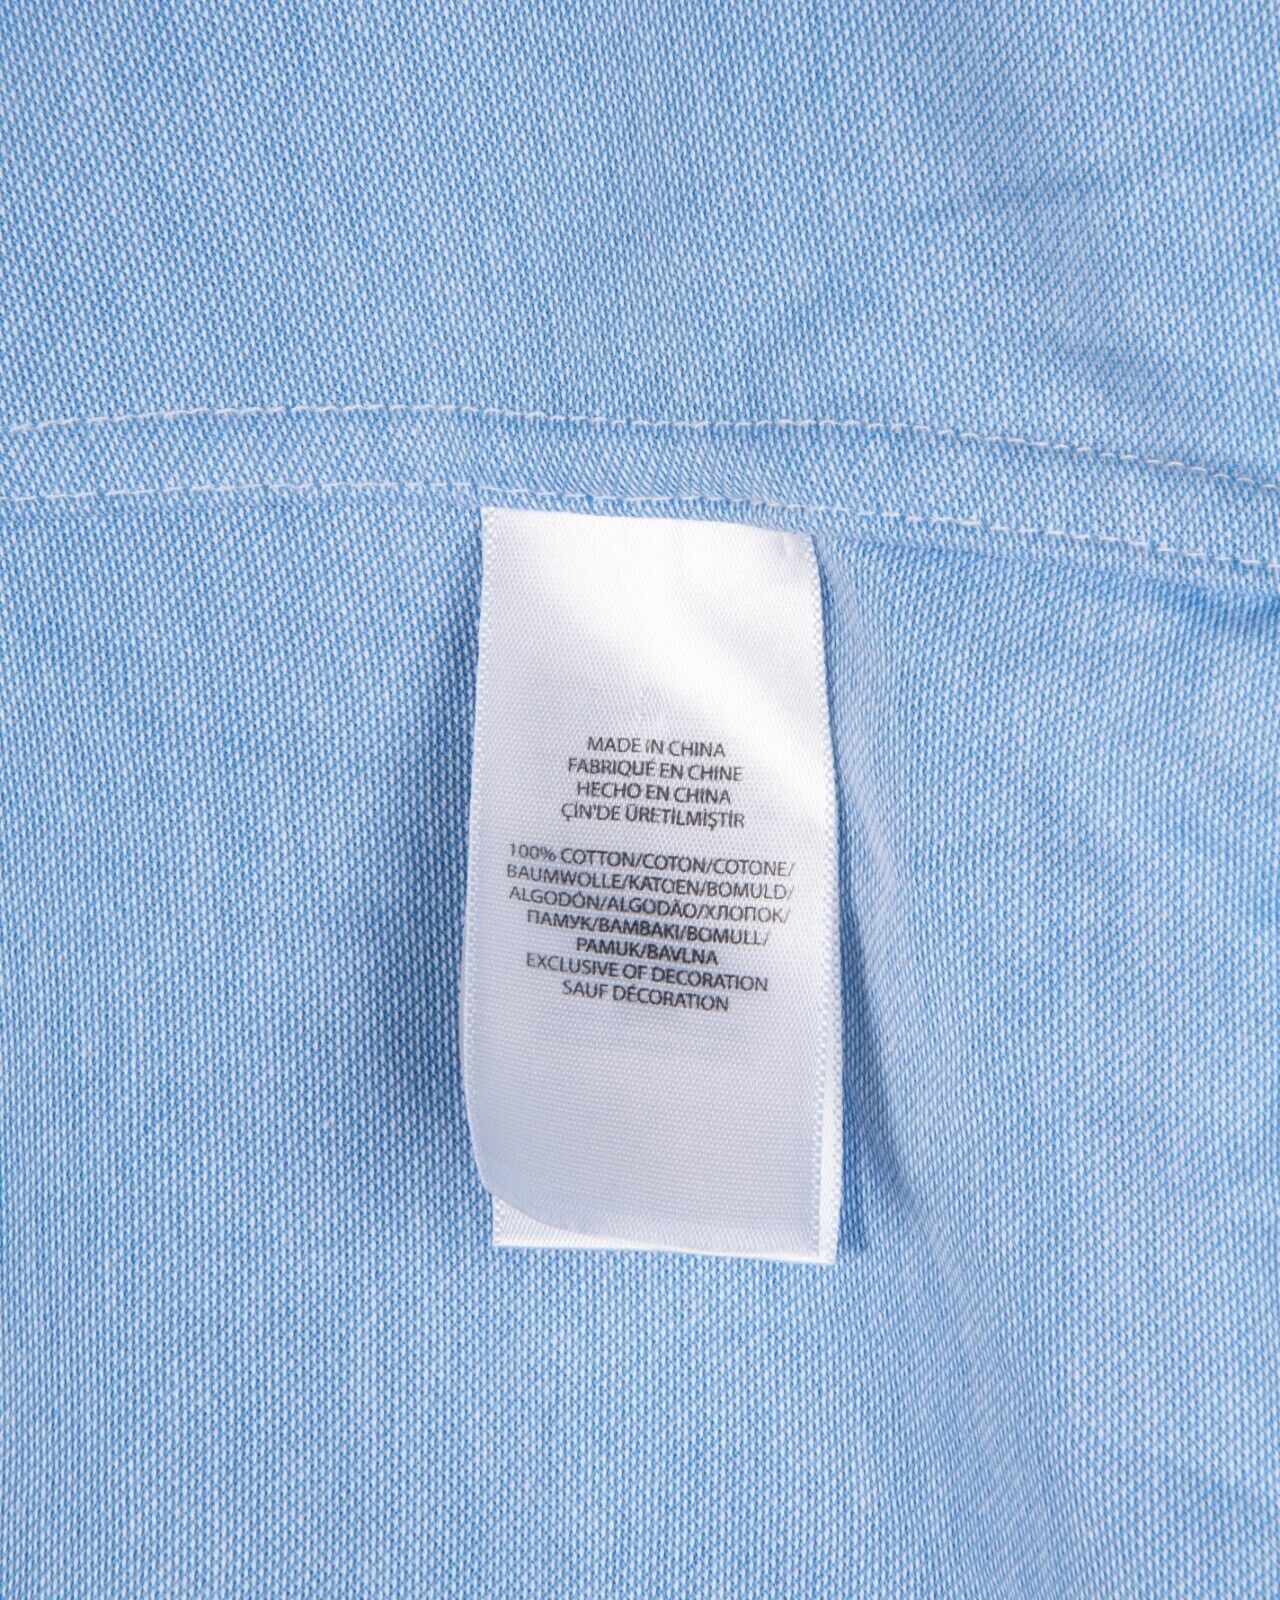 MADE IN CHINA
FABRIQUÉ EN CHINE
HECHO EN CHINA
ÇİN'DE ÜRETİLMİŞTİR
100% COTTON/COTON/COTONE/
BAUMWOLLE/KATOEN/BOMULD/
ALGODÓN/ALGODÃO/ХЛОПОК/
ПАМУК/BAMBAKI/BOMULL/
PAMUK/BAVLNA
EXCLUSIVE OF DECORATION
SAUF DÉCORATION